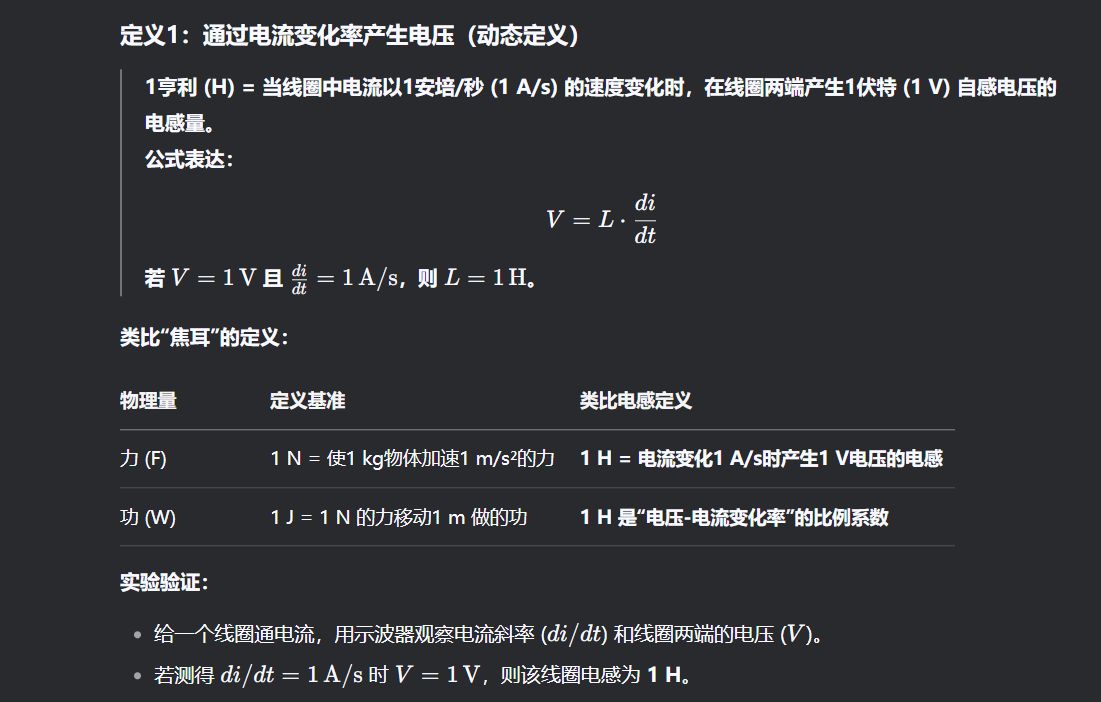 定义1：通过电流变化率产生电压（动态定义）
1亨利 (H) = 当线圈中电流以1安培/秒 (1 A/s) 的速度变化时，在线圈两端产生1伏特 (1 V) 自感电压的
电感量。
公式表达：
V = L · di/dt
若 V = 1 V 且 di/dt = 1 A/s，则 L = 1 H。
类比“焦耳”的定义：
物理量 定义基准 类比电感定义
力 (F) 1 N = 使1 kg物体加速1 m/s²的力 1 H = 电流变化1 A/s时产生1 V电压的电感
功 (W) 1 J = 1 N 的力移动1 m 做的功 1 H 是“电压-电流变化率”的比例系数
实验验证：
• 给一个线圈通电流，用示波器观察电流斜率 (di/dt) 和线圈两端的电压 (V)。
• 若测得 di/dt = 1 A/s 时 V = 1 V，则该线圈电感为 1 H。